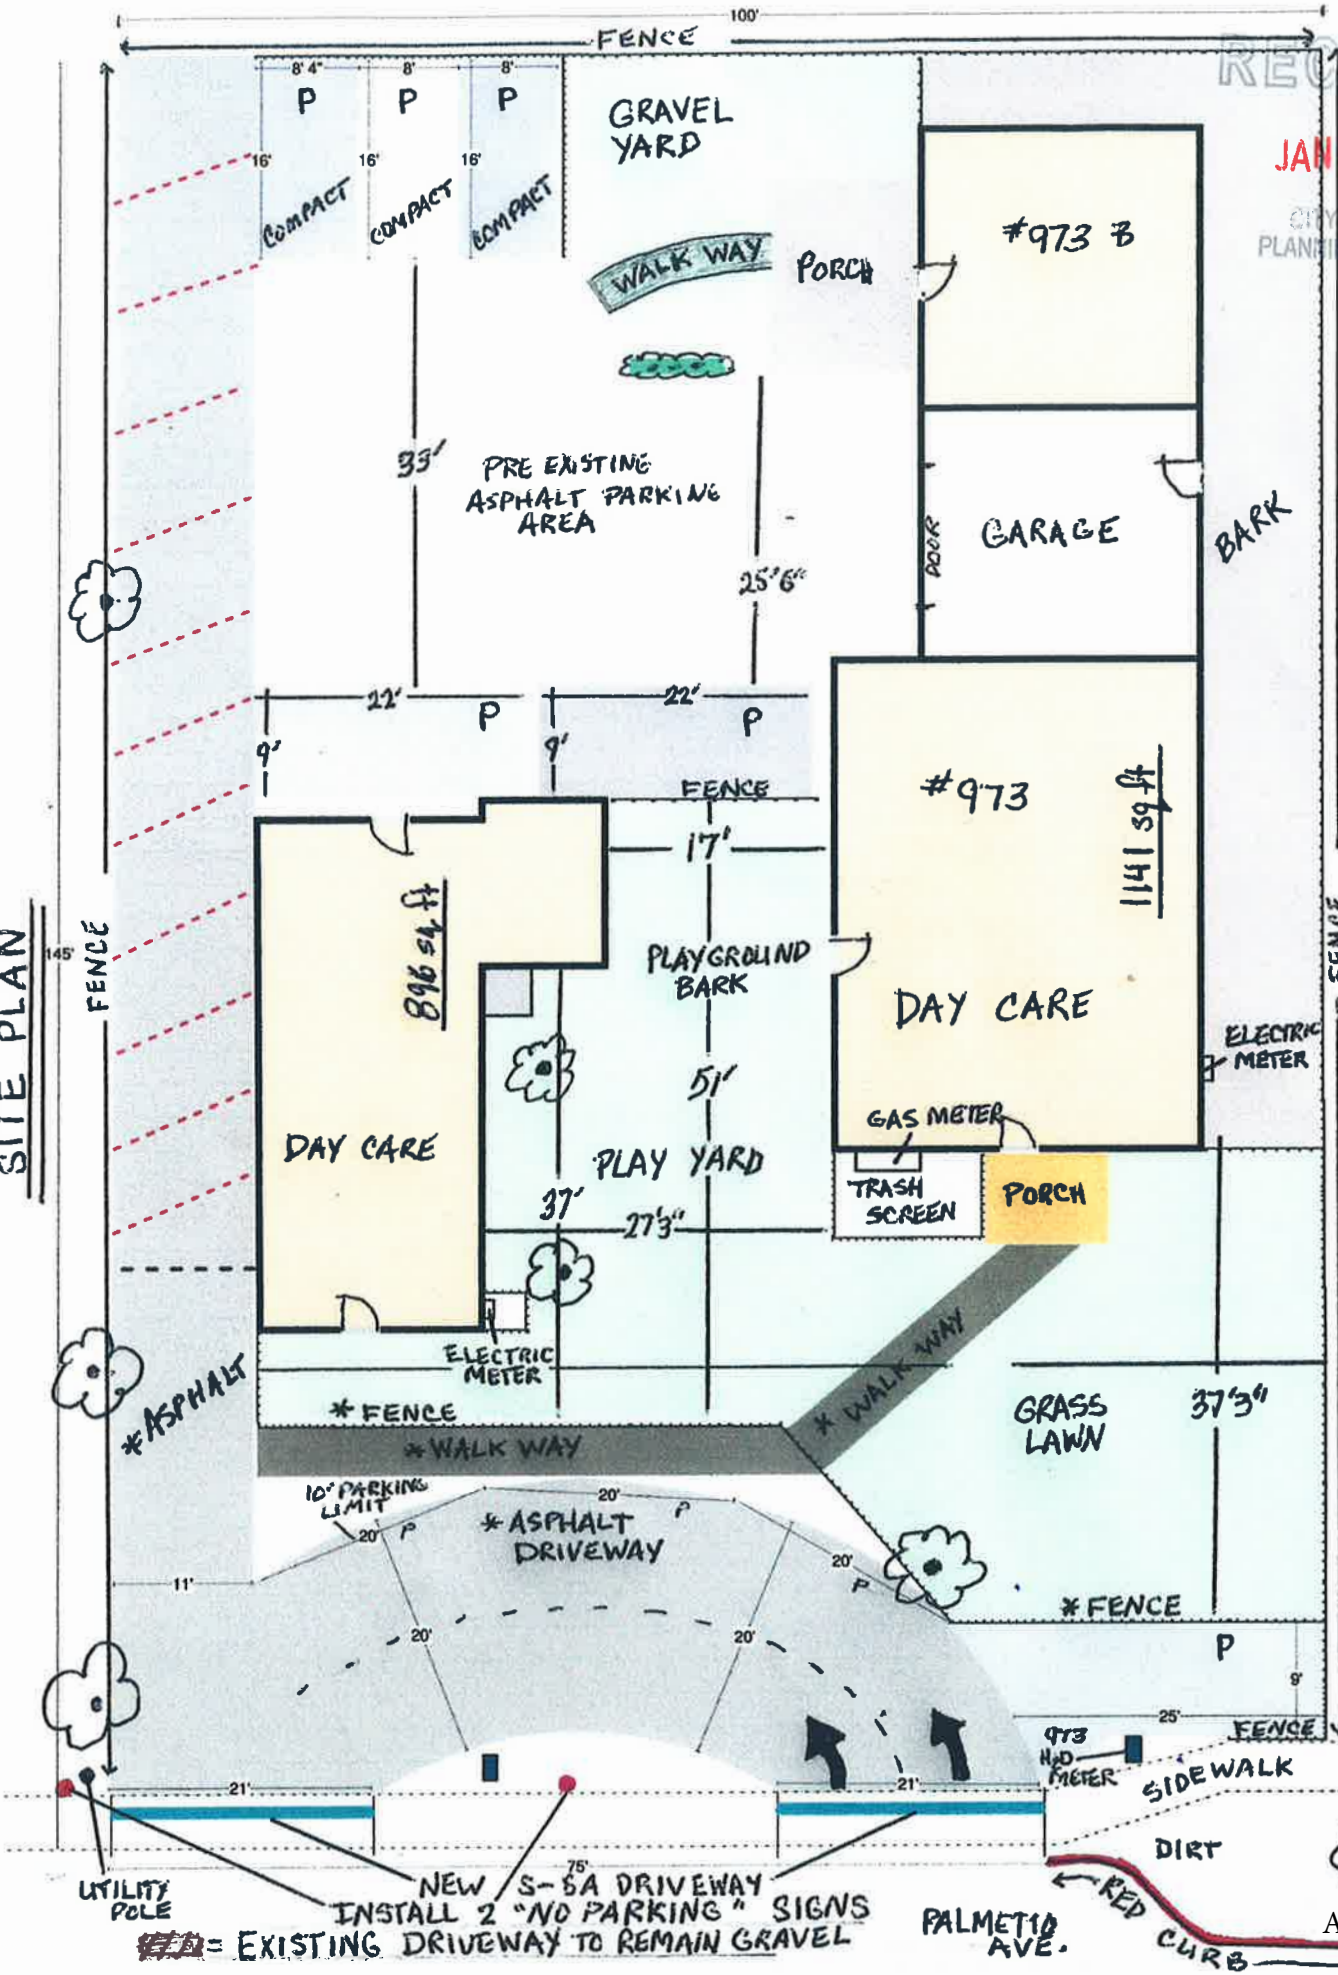 100'
FENCE
REC
JAN
CITY
PLANNI
8' 4"
8'
8'
P
P
P
16'
16'
16'
COMPACT
COMPACT
COMPACT
GRAVEL
YARD
WALK WAY
PORCH
#973 B
33'
PRE EXISTING
ASPHALT PARKING
AREA
25'6"
DOOR
GARAGE
BARK
22'
P
22'
P
9'
9'
FENCE
17'
#973
1141 sq ft
896 sq ft
SITE PLAN
145'
FENCE
FENCE
PLAYGROUND
BARK
DAY CARE
ELECTRIC
METER
51'
GAS METER
DAY CARE
PLAY YARD
TRASH
SCREEN
PORCH
37'
27'3"
ELECTRIC
METER
* WALK WAY
* ASPHALT
* FENCE
GRASS
LAWN
37'3"
* WALK WAY
10' PARKING
LIMIT
20'
P
20'
P
* ASPHALT
DRIVEWAY
20'
P
11'
* FENCE
20'
20'
P
9'
25'
FENCE
973
H2O
METER
SIDEWALK
21'
21'
DIRT
75'
UTILITY
POLE
NEW S-5A DRIVEWAY
INSTALL 2 "NO PARKING" SIGNS
= EXISTING DRIVEWAY TO REMAIN GRAVEL
PALMETTO
AVE.
RED
CURB
A